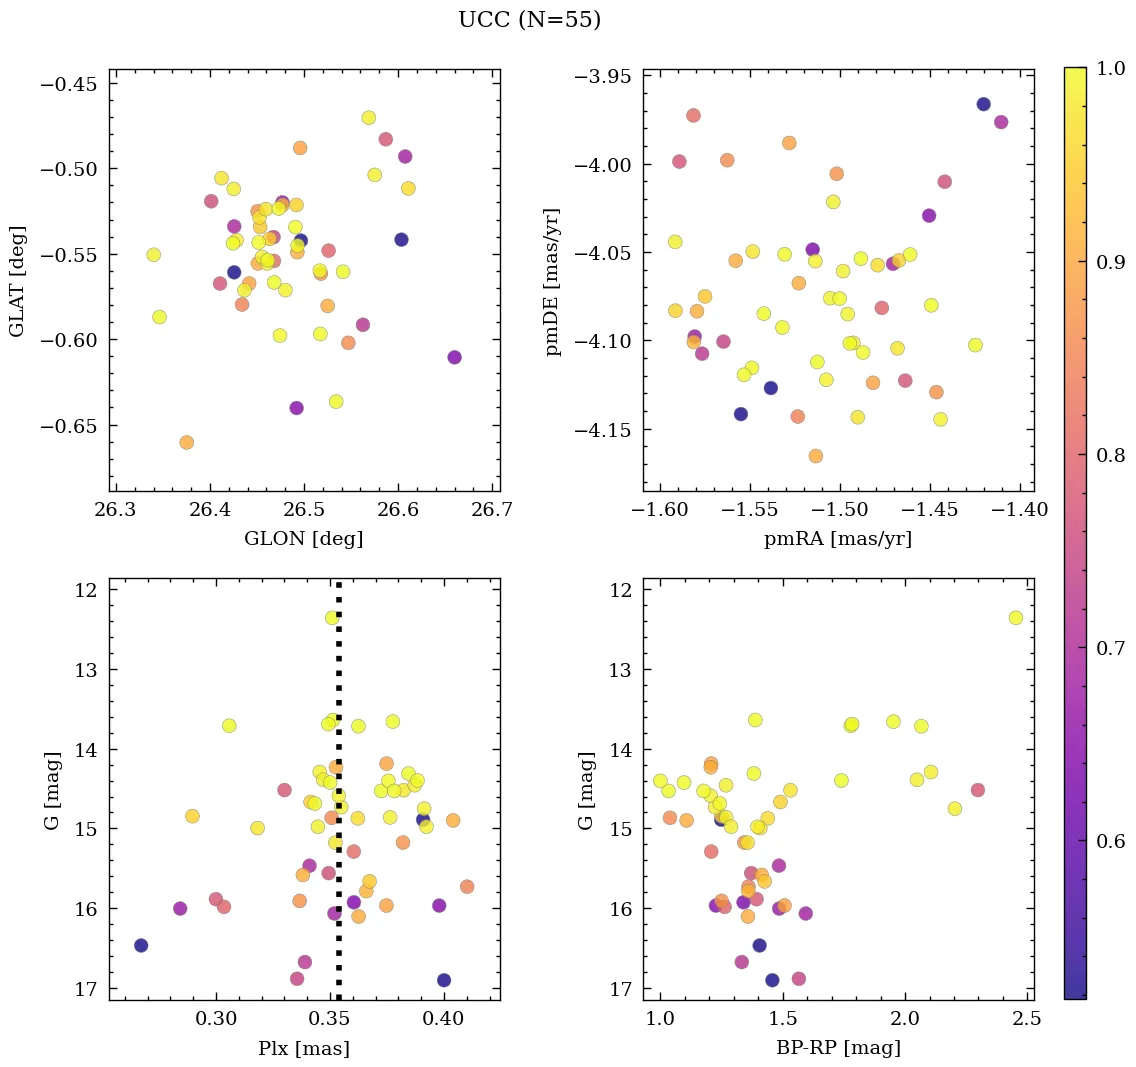 UCC (N=55)
−0.45
−0.50
−0.55
−0.60
−0.65
GLAT [deg]
26.3 26.4 26.5 26.6 26.7
GLON [deg]
−3.95
−4.00
−4.05
−4.10
−4.15
pmDE [mas/yr]
−1.60 −1.55 −1.50 −1.45 −1.40
pmRA [mas/yr]
12
13
14
15
16
17
G [mag]
0.30 0.35 0.40
Plx [mas]
12
13
14
15
16
17
G [mag]
1.0 1.5 2.0 2.5
BP-RP [mag]
1.0
0.9
0.8
0.7
0.6